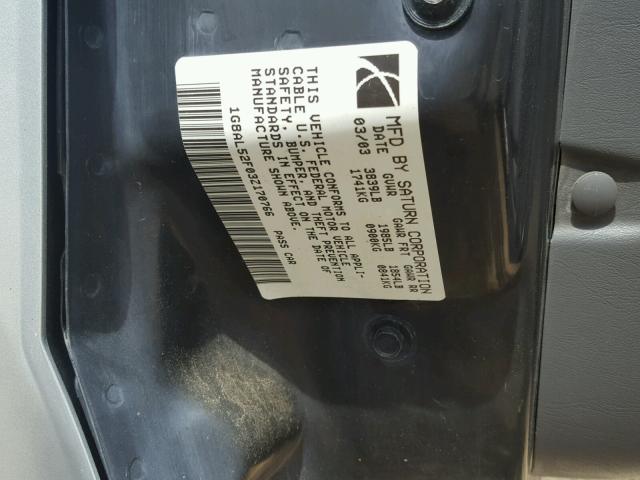 MFD BY SATURN CORPORATION
DATE GVWR GAWR FRT GAWR RR
03/03 3839LB 1985LB 1854LB
1741KG 0900KG 0841KG
THIS VEHICLE CONFORMS TO ALL APPLI-
CABLE U.S. FEDERAL MOTOR VEHICLE
SAFETY, BUMPER, AND THEFT PREVENTION
STANDARDS IN EFFECT ON THE DATE OF
MANUFACTURE SHOWN ABOVE.
1G8AL52F03Z170766 PASS CAR